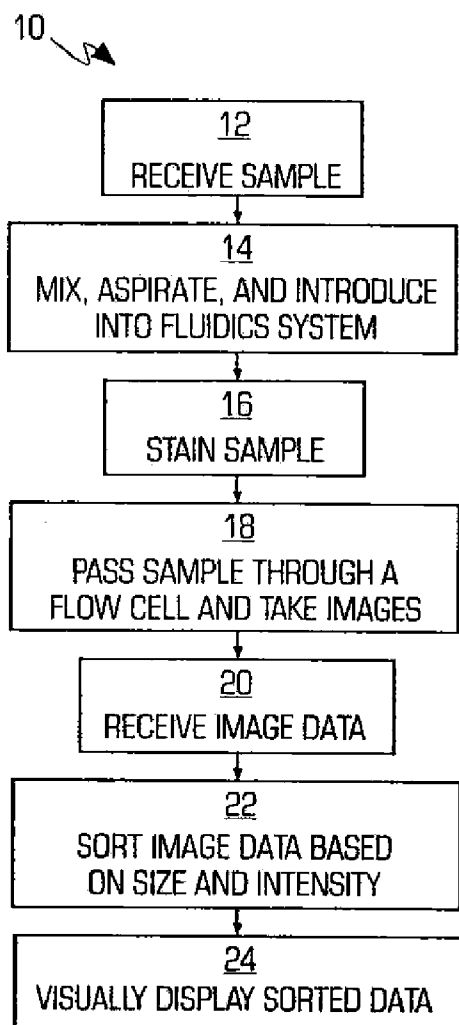 10
12
RECEIVE SAMPLE
14
MIX, ASPIRATE, AND INTRODUCE
INTO FLUIDICS SYSTEM
16
STAIN SAMPLE
18
PASS SAMPLE THROUGH A
FLOW CELL AND TAKE IMAGES
20
RECEIVE IMAGE DATA
22
SORT IMAGE DATA BASED
ON SIZE AND INTENSITY
24
VISUALLY DISPLAY SORTED DATA